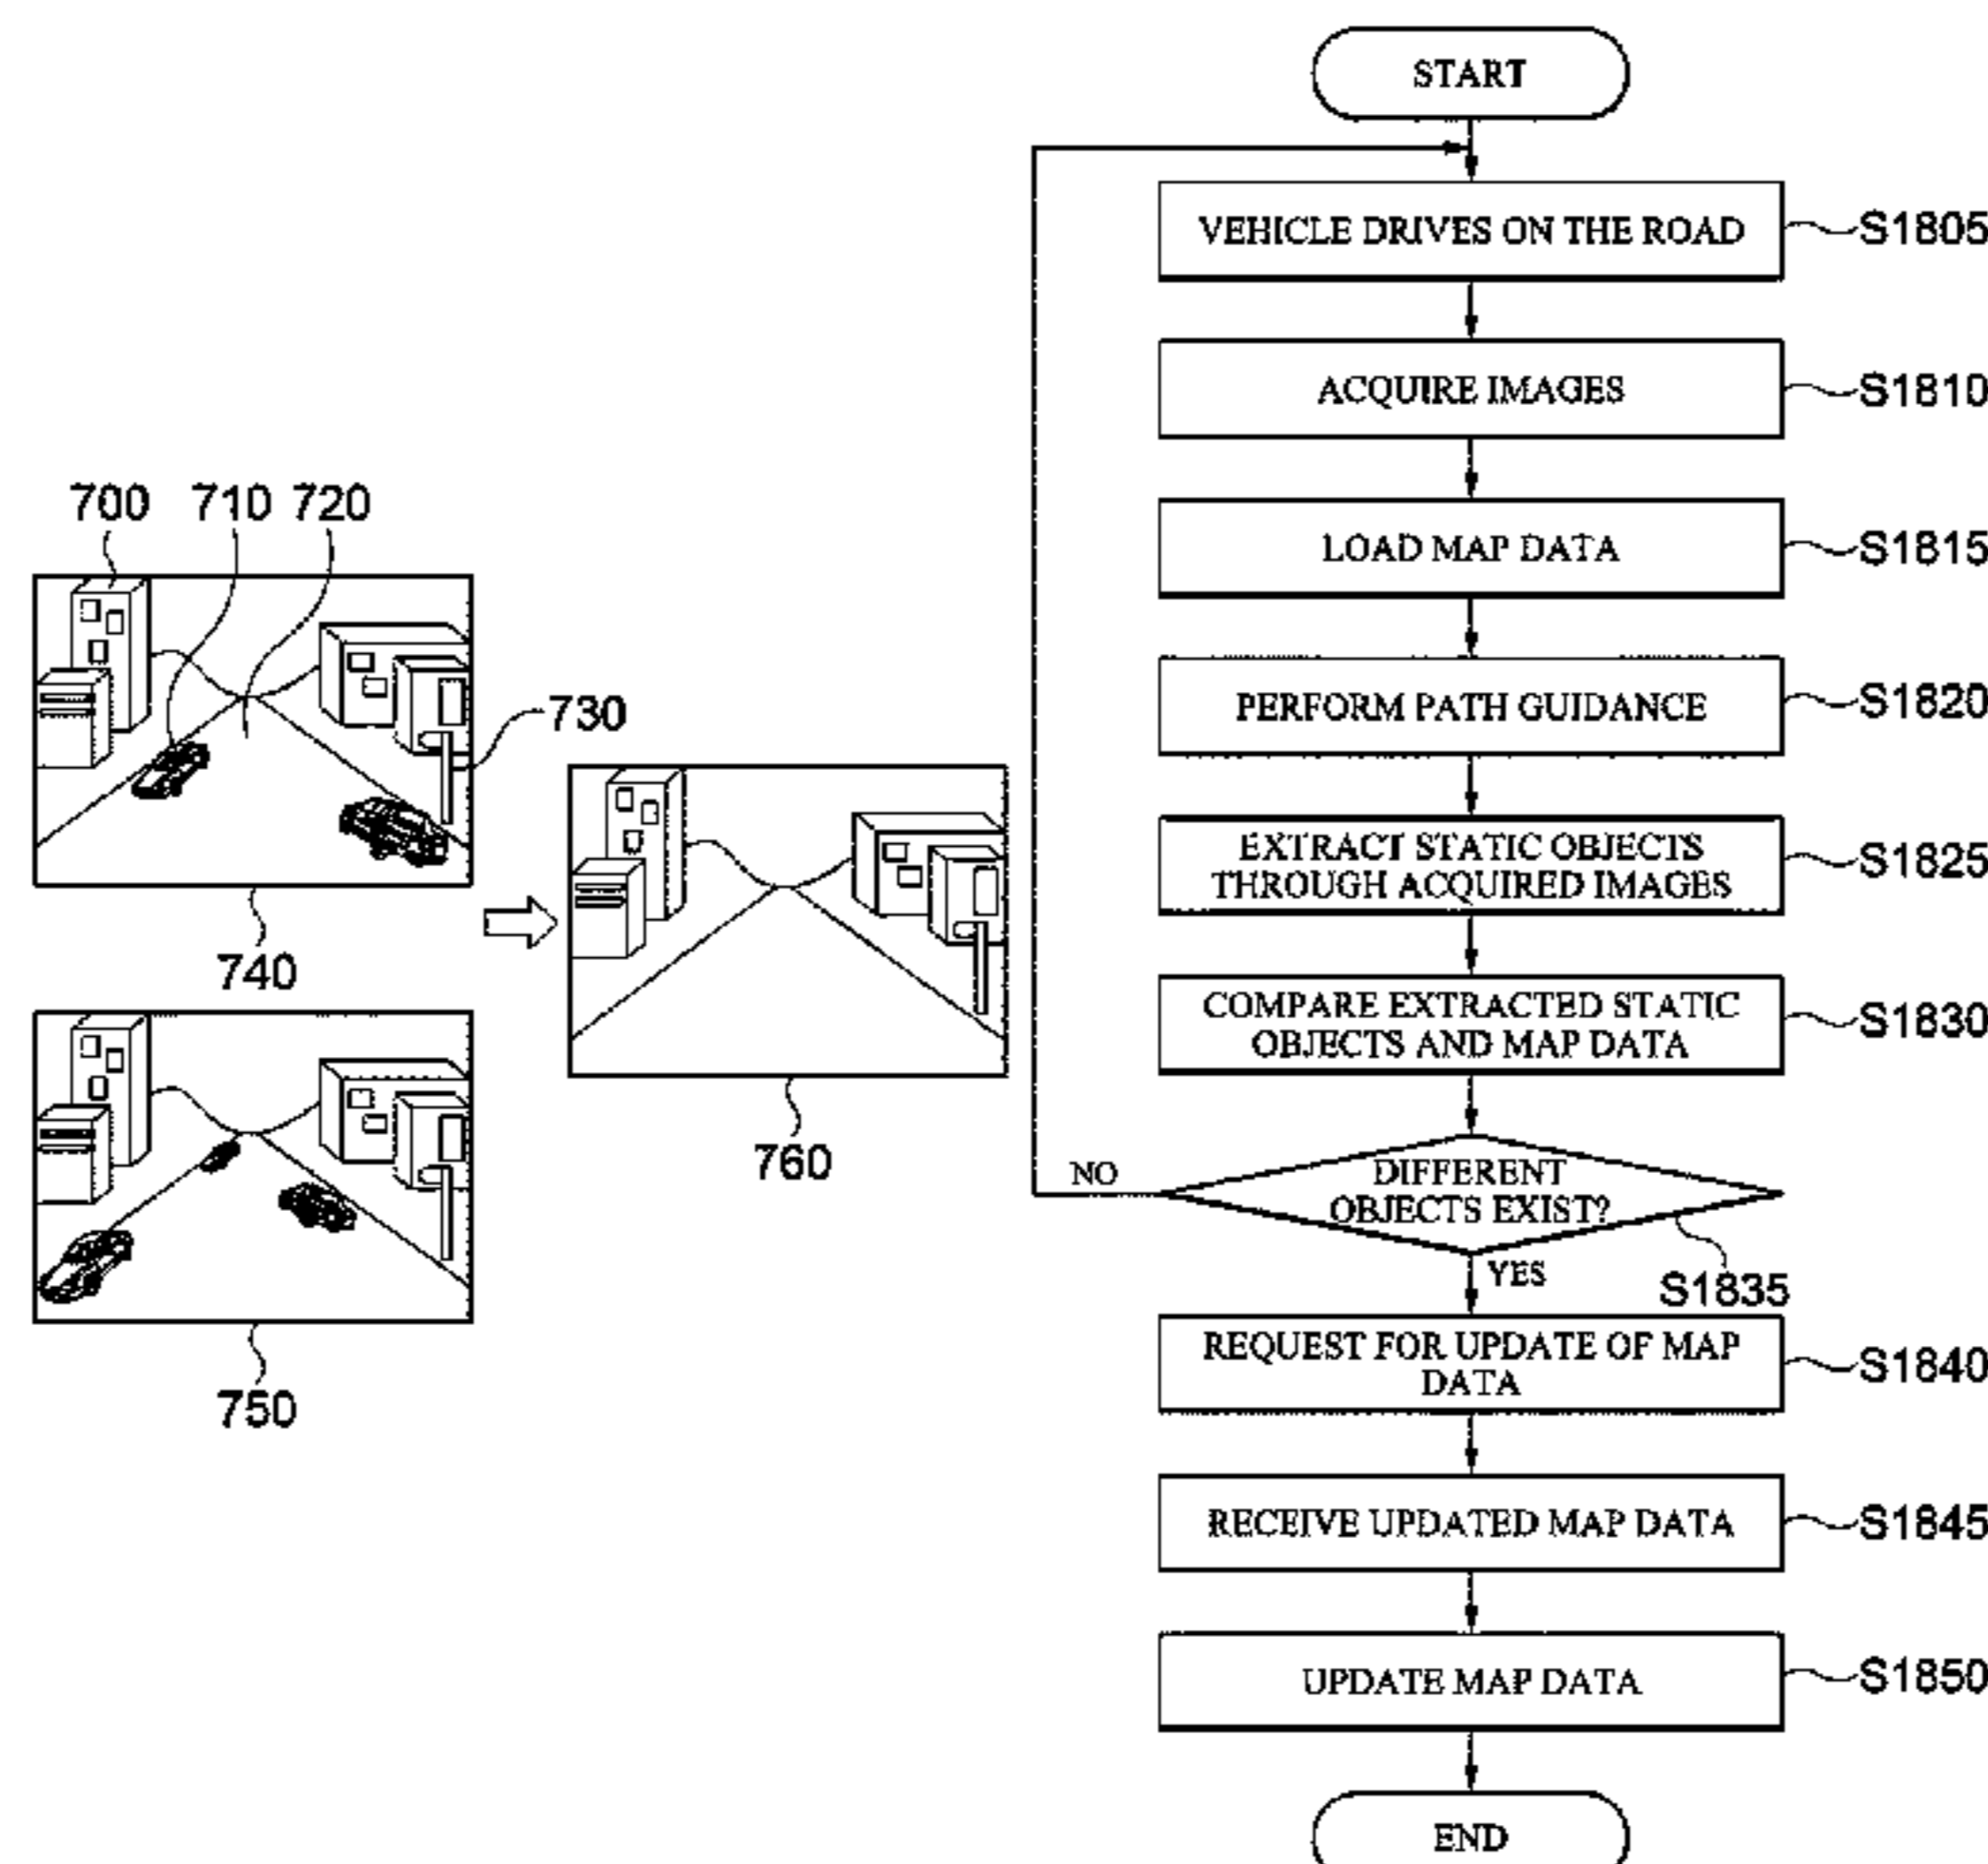 700 710 720
730
740
750
760
START
VEHICLE DRIVES ON THE ROAD
S1805
ACQUIRE IMAGES
S1810
LOAD MAP DATA
S1815
PERFORM PATH GUIDANCE
S1820
EXTRACT STATIC OBJECTS
THROUGH ACQUIRED IMAGES
S1825
COMPARE EXTRACTED STATIC
OBJECTS AND MAP DATA
S1830
DIFFERENT
OBJECTS EXIST?
NO
YES
S1835
REQUEST FOR UPDATE OF MAP
DATA
S1840
RECEIVE UPDATED MAP DATA
S1845
UPDATE MAP DATA
S1850
END